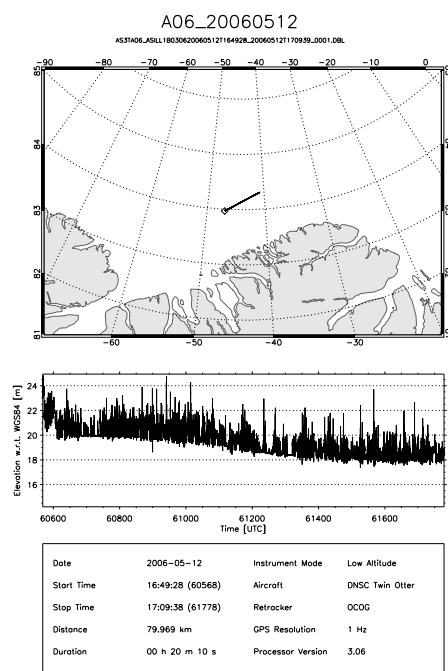 A06_20060512
AS3TA06_ASILL1B030620060512T164928_20060512T170939_0001.DBL
-90 -80 -70 -60 -50 -40 -30 -20 -10 0
85
84
83
82
81
-60 -50 -40 -30
Elevation w.r.t. WGS84 [m]
24
22
20
18
16
60600 60800 61000 61200 61400 61600
Time [UTC]
Date 2006-05-12 Instrument Mode Low Altitude
Start Time 16:49:28 (60568) Aircraft DNSC Twin Otter
Stop Time 17:09:38 (61778) Retracker OCOG
Distance 79.969 km GPS Resolution 1 Hz
Duration 00 h 20 m 10 s Processor Version 3.06